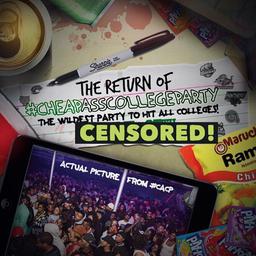 Sharpie
THE RETURN OF
#CHEAPASSCOLLEGEPARTY
THE WILDEST PARTY TO HIT ALL COLLEGES!
CENSORED!
Maruchan
Ram
Chi
ACTUAL PICTURE FROM #CACP